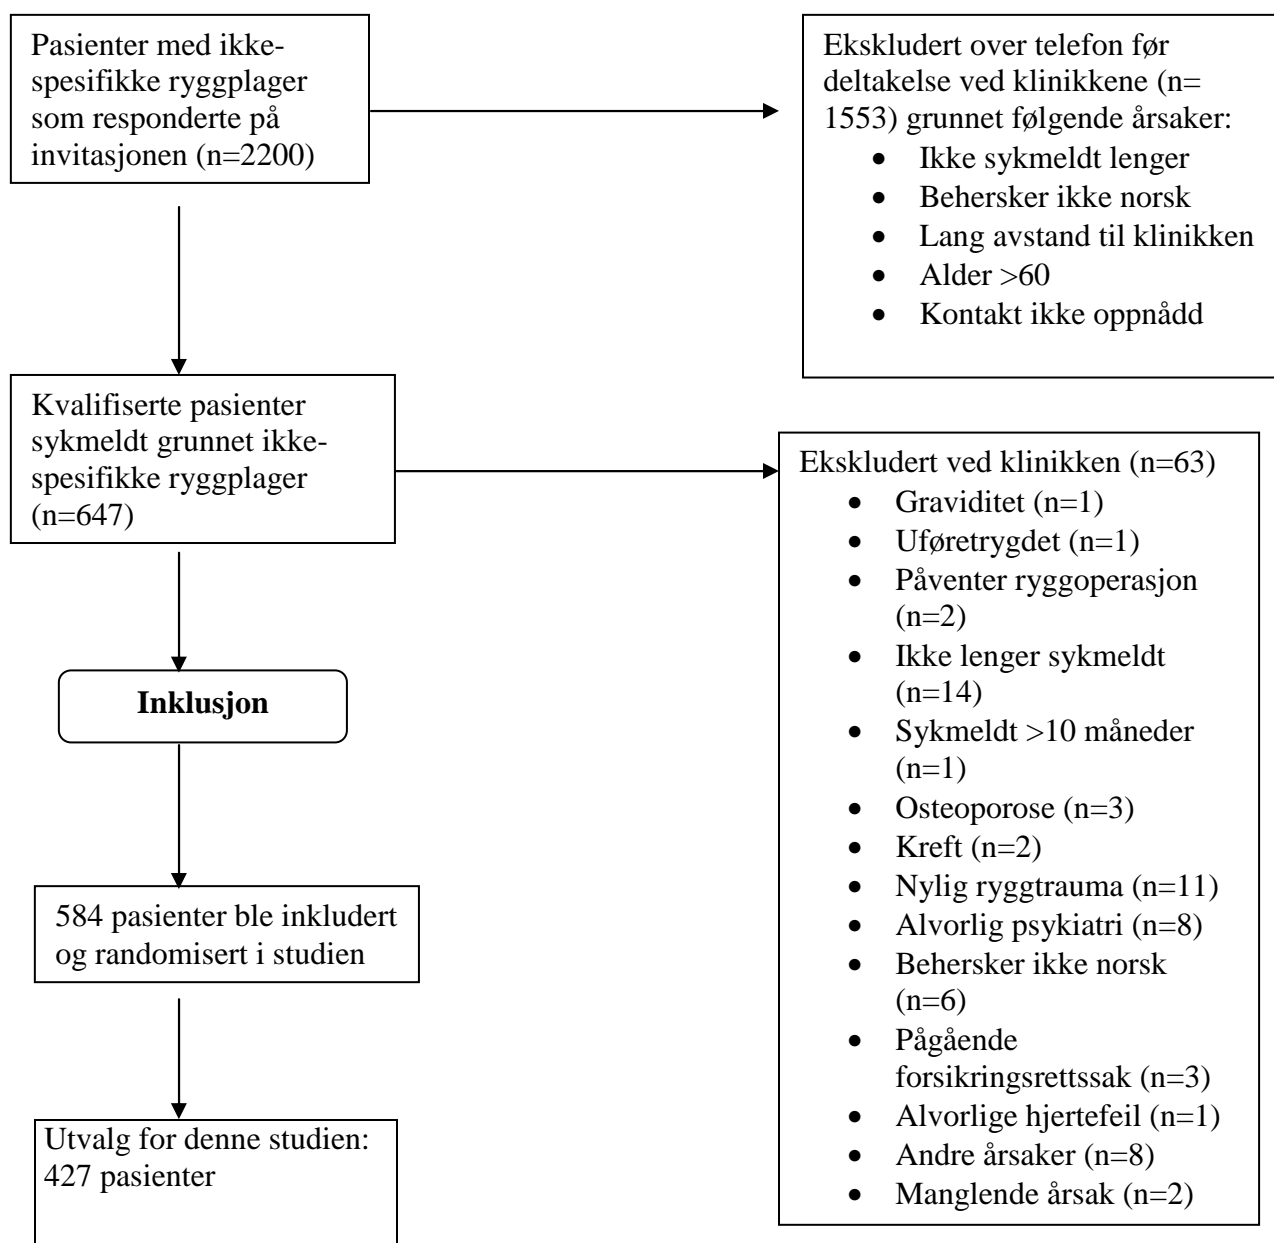 Pasienter med ikke-
spesifikke ryggplager
som responderte på
invitasjonen (n=2200)
Ekskludert over telefon før
deltakelse ved klinikkene (n=
1553) grunnet følgende årsaker:
• Ikke sykmeldt lenger
• Behersker ikke norsk
• Lang avstand til klinikken
• Alder >60
• Kontakt ikke oppnådd
Kvalifiserte pasienter
sykmeldt grunnet ikke-
spesifikke ryggplager
(n=647)
Ekskludert ved klinikken (n=63)
• Graviditet (n=1)
• Uføretrygdet (n=1)
• Påventer ryggoperasjon
(n=2)
• Ikke lenger sykmeldt
(n=14)
• Sykmeldt >10 måneder
(n=1)
• Osteoporose (n=3)
• Kreft (n=2)
• Nylig ryggtrauma (n=11)
• Alvorlig psykiatri (n=8)
• Behersker ikke norsk
(n=6)
• Pågående
forsikringsrettssak (n=3)
• Alvorlige hjertefeil (n=1)
• Andre årsaker (n=8)
• Manglende årsak (n=2)
Inklusjon
584 pasienter ble inkludert
og randomisert i studien
Utvalg for denne studien:
427 pasienter